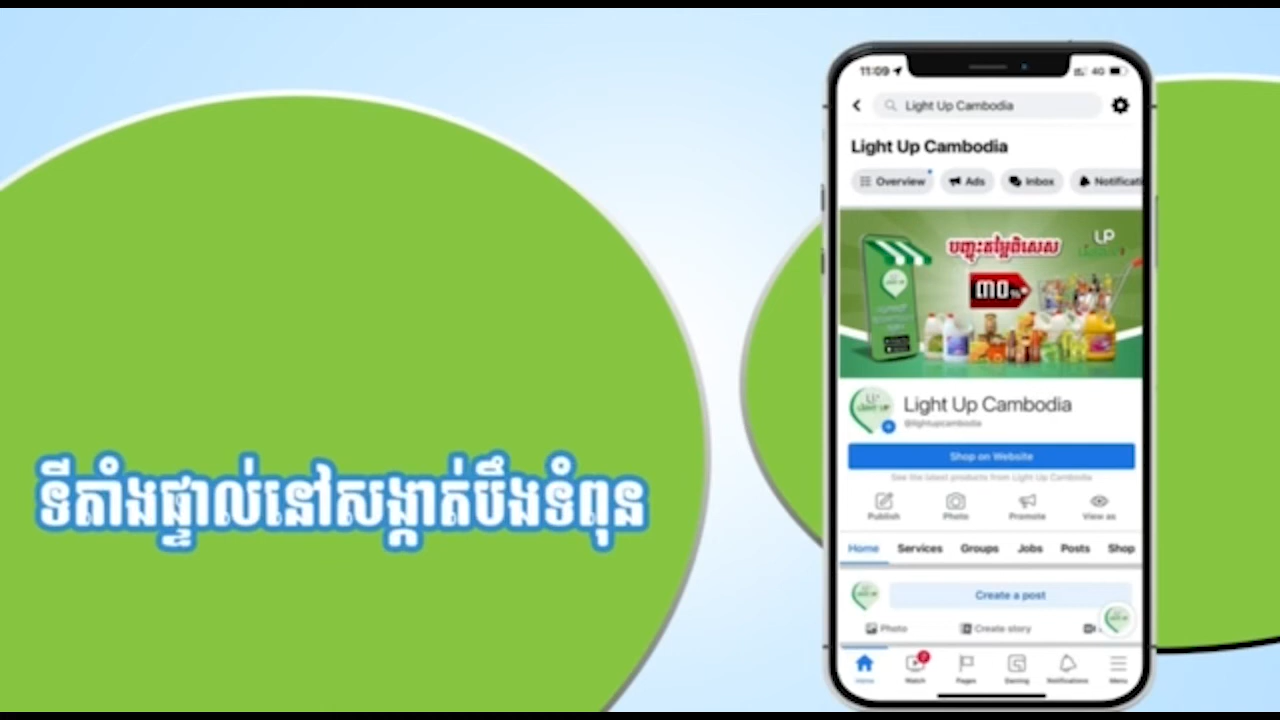 11:09
4G
Light Up Cambodia
Light Up Cambodia
Overview
Ads
Inbox
Notificati
បញ្ចុះតម្លៃពិសេស
UP
៣០%
Light Up Cambodia
@lightupcambodia
Shop on Website
See the latest products from Light Up Cambodia
Publish
Photo
Promote
View as
Home
Services
Groups
Jobs
Posts
Shop
Create a post
Photo
Create story
Home
Watch
Pages
Gaming
Notifications
Menu
ទីតាំងផ្ទាល់នៅសង្កាត់បឹងទំពុន